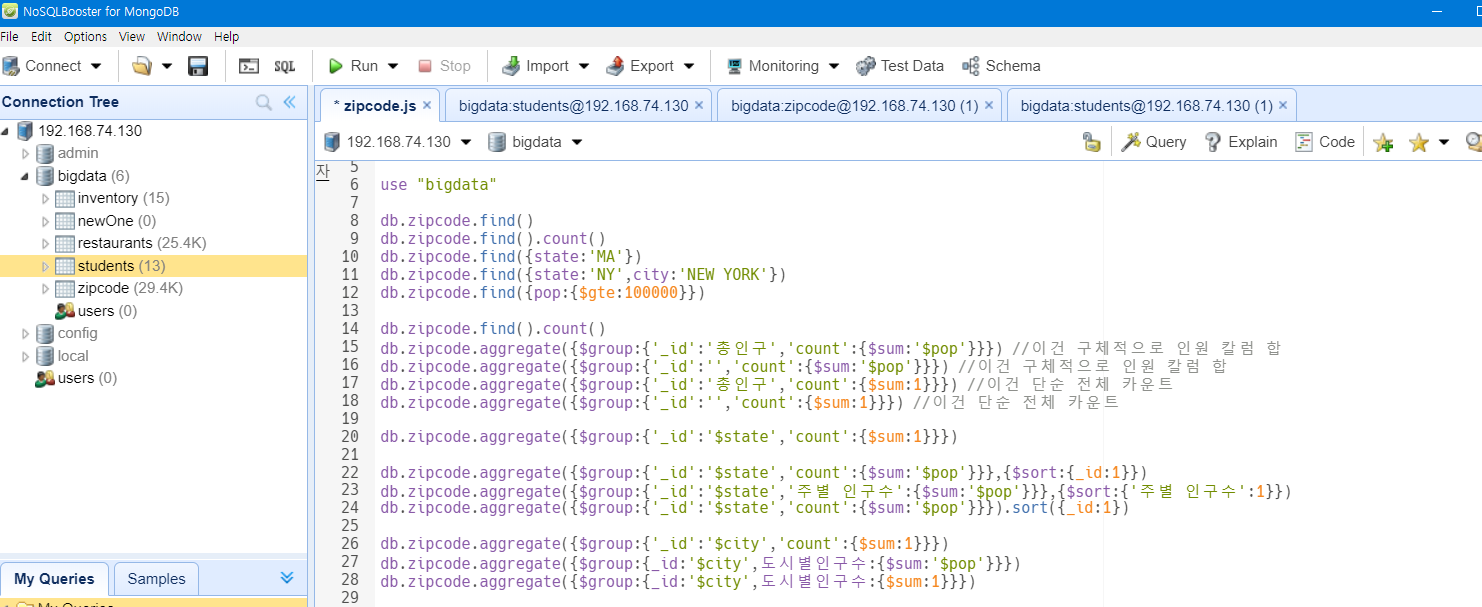 NoSQLBooster for MongoDB
File Edit Options View Window Help
Connect SQL Run Stop Import Export Monitoring Test Data Schema
Connection Tree
* zipcode.js × bigdata:students@192.168.74.130 × bigdata:zipcode@192.168.74.130 (1) × bigdata:students@192.168.74.130 (1) ×
192.168.74.130 bigdata Query Explain Code
192.168.74.130
admin
bigdata (6)
inventory (15)
newOne (0)
restaurants (25.4K)
students (13)
zipcode (29.4K)
users (0)
config
local
users (0)
My Queries Samples
자
5
6 use "bigdata"
7
8 db.zipcode.find()
9 db.zipcode.find().count()
10 db.zipcode.find({state:'MA'})
11 db.zipcode.find({state:'NY',city:'NEW YORK'})
12 db.zipcode.find({pop:{$gte:100000}})
13
14 db.zipcode.find().count()
15 db.zipcode.aggregate({$group:{'_id':'총인구','count':{$sum:'$pop'}}}) //이건 구체적으로 인원 칼럼 합
16 db.zipcode.aggregate({$group:{'_id':'','count':{$sum:'$pop'}}}) //이건 구체적으로 인원 칼럼 합
17 db.zipcode.aggregate({$group:{'_id':'총인구','count':{$sum:1}}}) //이건 단순 전체 카운트
18 db.zipcode.aggregate({$group:{'_id':'','count':{$sum:1}}}) //이건 단순 전체 카운트
19
20 db.zipcode.aggregate({$group:{'_id':'$state','count':{$sum:1}}})
21
22 db.zipcode.aggregate({$group:{'_id':'$state','count':{$sum:'$pop'}}},{$sort:{_id:1}})
23 db.zipcode.aggregate({$group:{'_id':'$state','주별 인구수':{$sum:'$pop'}}},{$sort:{'주별 인구수':1}})
24 db.zipcode.aggregate({$group:{'_id':'$state','count':{$sum:'$pop'}}}).sort({_id:1})
25
26 db.zipcode.aggregate({$group:{'_id':'$city','count':{$sum:1}}})
27 db.zipcode.aggregate({$group:{_id:'$city',도시별인구수:{$sum:'$pop'}}})
28 db.zipcode.aggregate({$group:{_id:'$city',도시별인구수:{$sum:1}}})
29